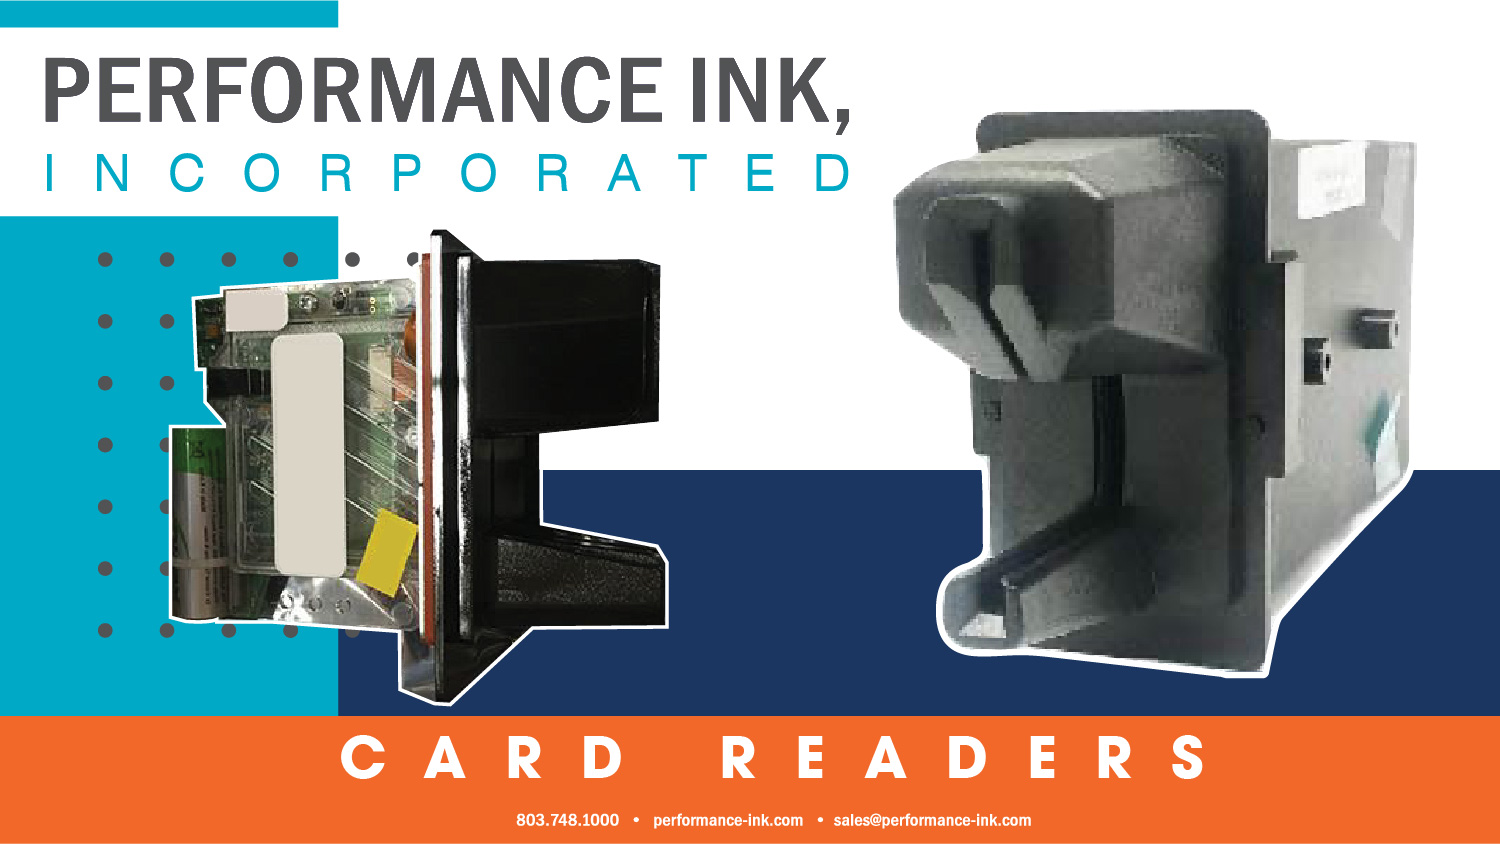 PERFORMANCE INK,
INCORPORATED
CARD READERS
803.748.1000 • performance-ink.com • sales@performance-ink.com